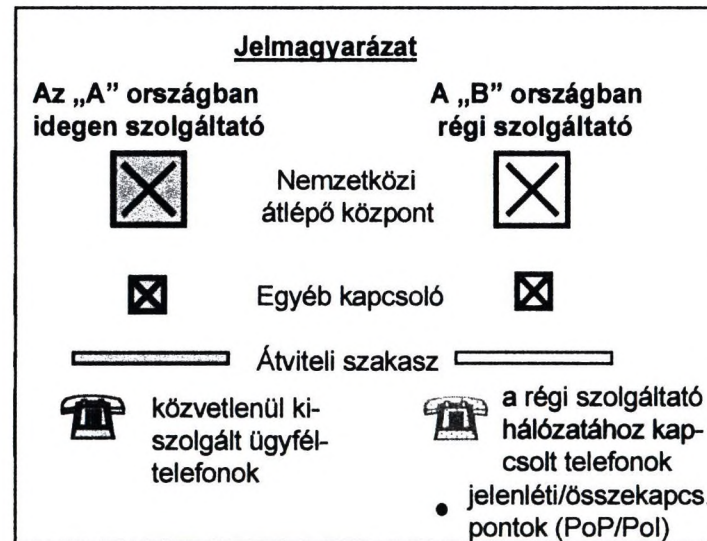 Jelmagyarázat
Az „A” országban
idegen szolgáltató
A „B” országban
régi szolgáltató
Nemzetközi
átlépő központ
Egyéb kapcsoló
Átviteli szakasz
közvetlenül ki-
szolgált ügyfél-
telefonok
a régi szolgáltató
hálózatához kap-
csolt telefonok
• jelenléti/összekapcs.
pontok (PoP/PoI)